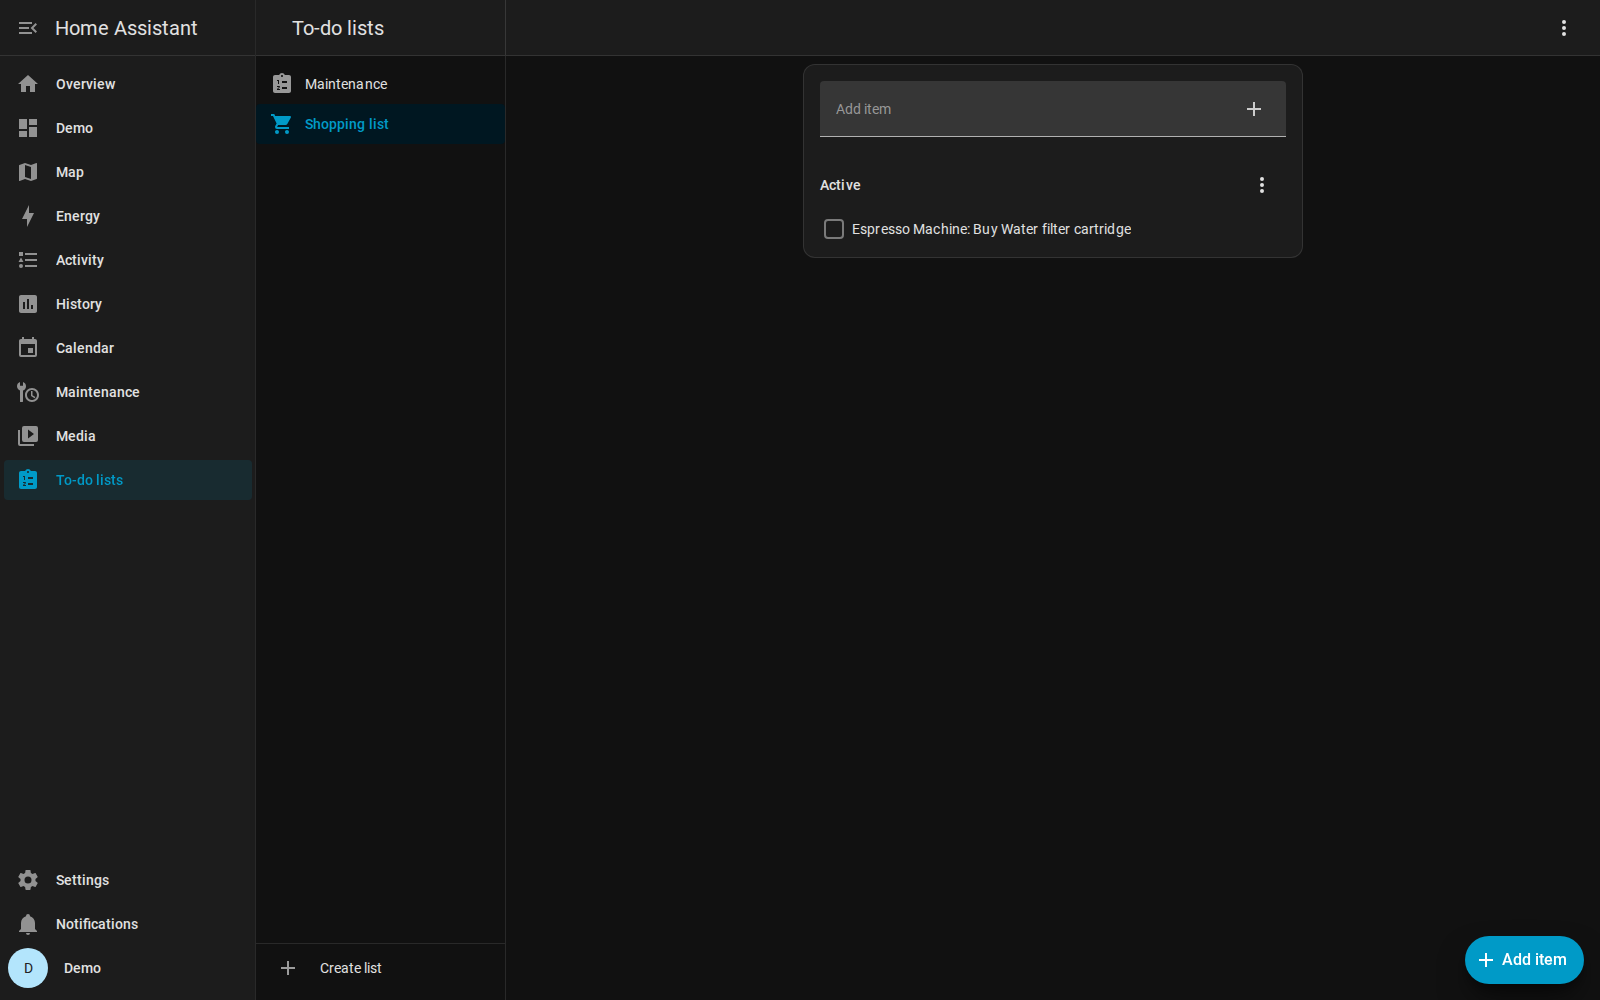 Home Assistant
Overview
Demo
Map
Energy
Activity
History
Calendar
Maintenance
Media
To-do lists
Settings
Notifications
D
Demo
To-do lists
Maintenance
Shopping list
Create list
Add item
Active
Espresso Machine: Buy Water filter cartridge
Add item